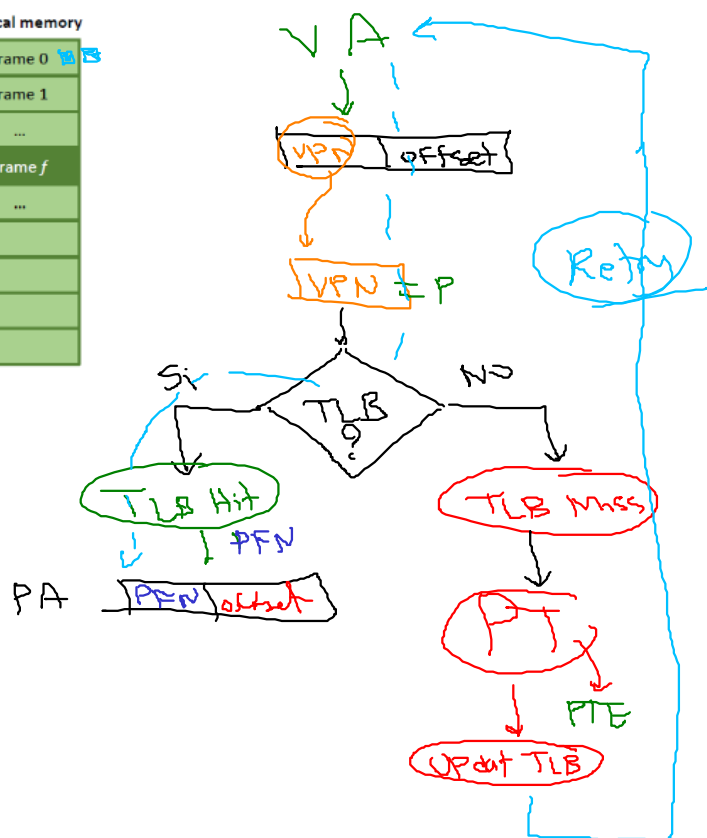 cal memory
rame 0
rame 1
...
rame f
...
VA
VPN offset
VPN = P
Retry
Si
NO
TLB
?
TLB Hit
TLB Miss
PFN
PA PFN offset
PT
PTE
UPdat TLB